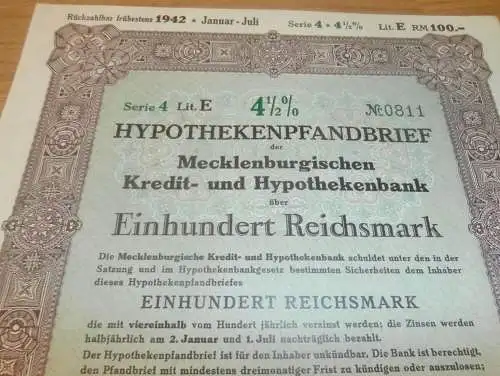 Rückzahlbar frühestens 1942 * Januar-Juli Serie 4 * 4½% Lit. E RM 100.–
Serie 4 Lit. E 4½% № 0811
HYPOTHEKENPFANDBRIEF
der
Mecklenburgischen
Kredit- und Hypothekenbank
über
Einhundert Reichsmark
Die Mecklenburgische Kredit- und Hypothekenbank schuldet unter den in der
Satzung und im Hypothekenbankgesetz bestimmten Sicherheiten dem Inhaber
dieses Hypothekenpfandbriefes
EINHUNDERT REICHSMARK
die mit viereinhalb vom Hundert jährlich verzinst werden; die Zinsen werden
halbjährlich am 2. Januar und 1. Juli nachträglich bezahlt.
Der Hypothekenpfandbrief ist für den Inhaber unkündbar. Die Bank ist berechtigt,
den Pfandbrief mit mindestens dreimonatiger Frist zu kündigen oder auszulosen;